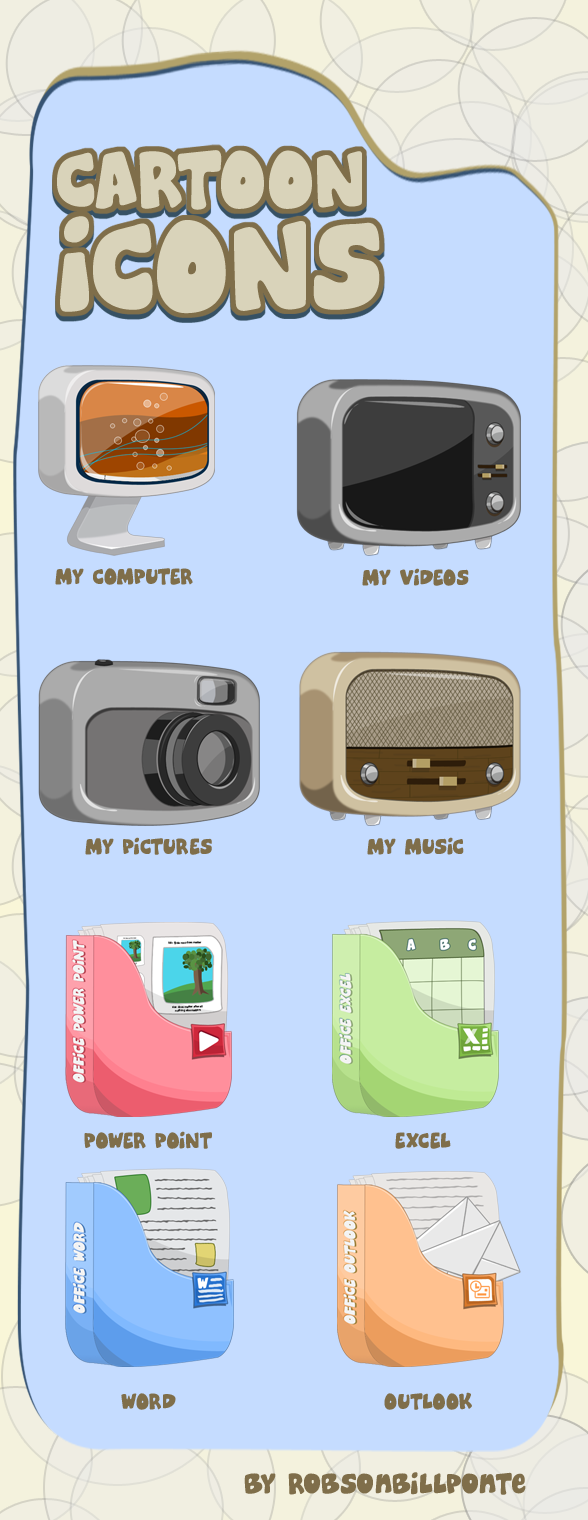 CARTOON
iCONS
MY COMPUTER
MY ViDEOS
MY PiCTURES
MY MUSiC
OFFiCE POWER POiNT
A B C
OFFiCE EXCEL
POWER POiNT
EXCEL
OFFiCE WORD
W
OFFiCE OUTLOOK
WORD
OUTLOOK
BY ROBSONBILLPONTE